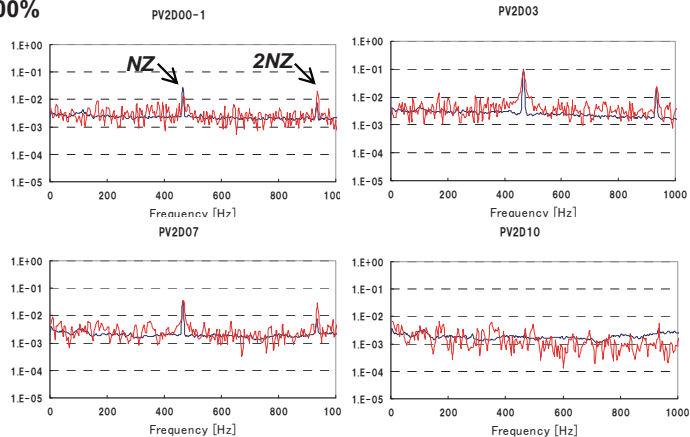 00%
PV2D00-1
1.E+00
1.E-01
1.E-02
1.E-03
1.E-04
1.E-05
NZ
2NZ
0 200 400 600 800 100
Frequency [Hz]
PV2D03
1.E+00
1.E-01
1.E-02
1.E-03
1.E-04
1.E-05
0 200 400 600 800 1000
Frequency [Hz]
PV2D07
1.E+00
1.E-01
1.E-02
1.E-03
1.E-04
1.E-05
0 200 400 600 800 100
Frequency [Hz]
PV2D10
1.E+00
1.E-01
1.E-02
1.E-03
1.E-04
1.E-05
0 200 400 600 800 1000
Frequency [Hz]